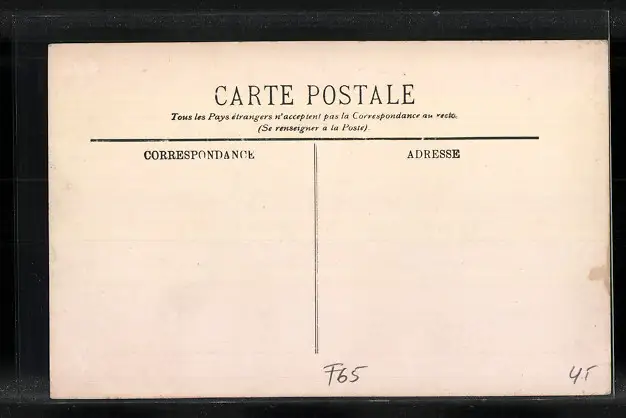 CARTE POSTALE
Tous les Pays étrangers n'acceptent pas la Correspondance au recto.
(Se renseigner a la Poste)
CORRESPONDANCE
ADRESSE
F65